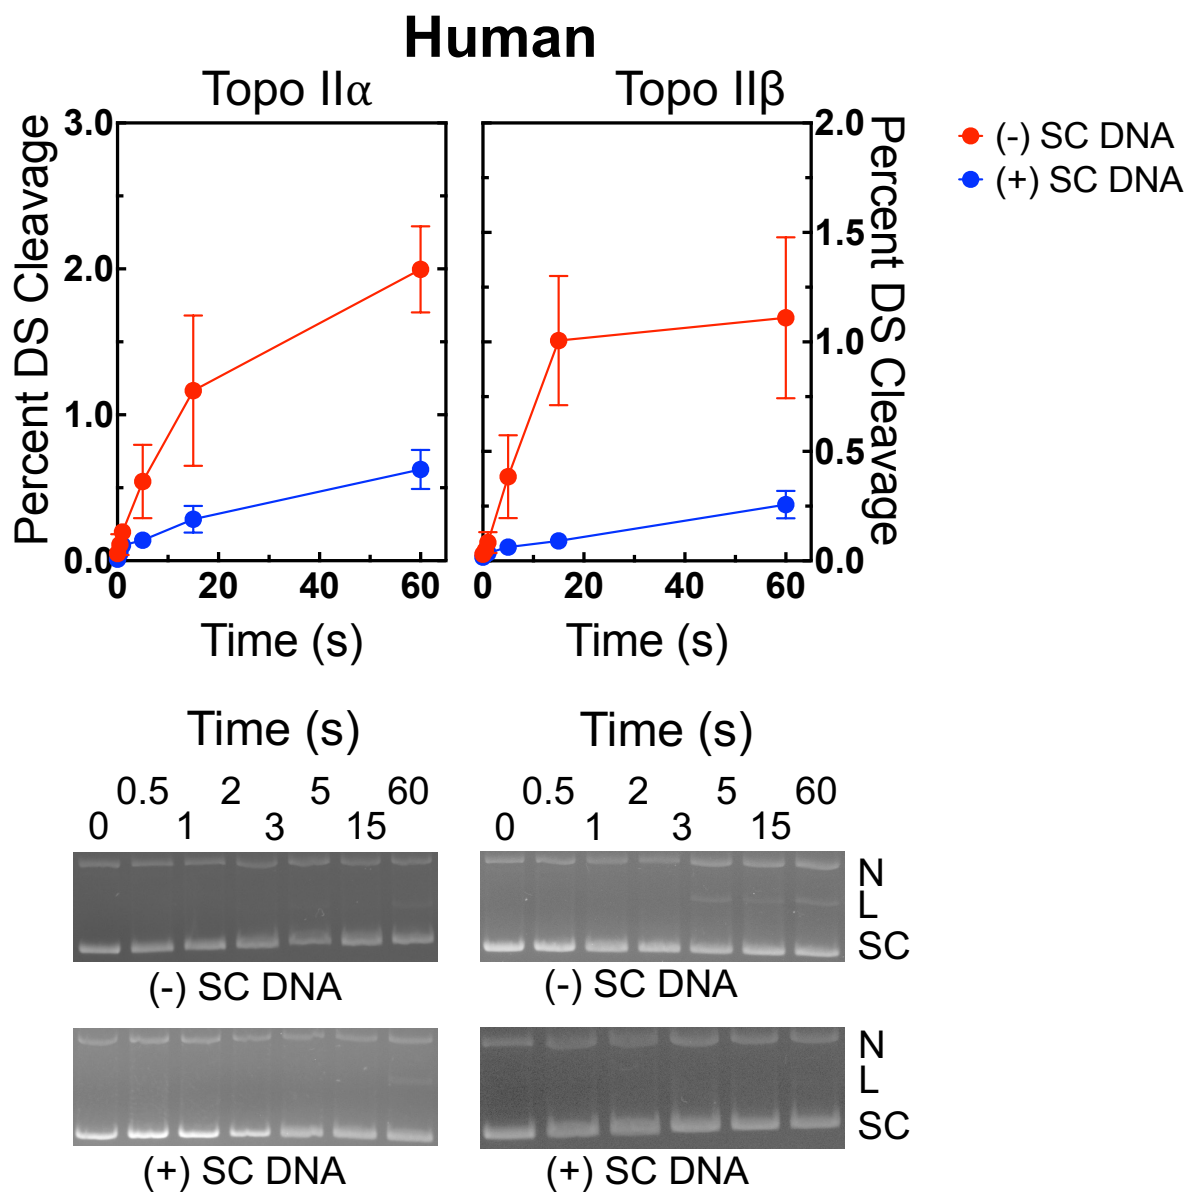 Human
Topo IIα
Topo IIβ
(-) SC DNA
(+) SC DNA
Percent DS Cleavage
3.0
2.0
1.0
0.0
0 20 40 60
Time (s)
2.0
1.5
1.0
0.5
0.0
Percent DS Cleavage
0 20 40 60
Time (s)
Time (s)
0.5 2 5 60
0 1 3 15
Time (s)
0.5 2 5 60
0 1 3 15
N
L
SC
(-) SC DNA
(-) SC DNA
N
L
SC
(+) SC DNA
(+) SC DNA